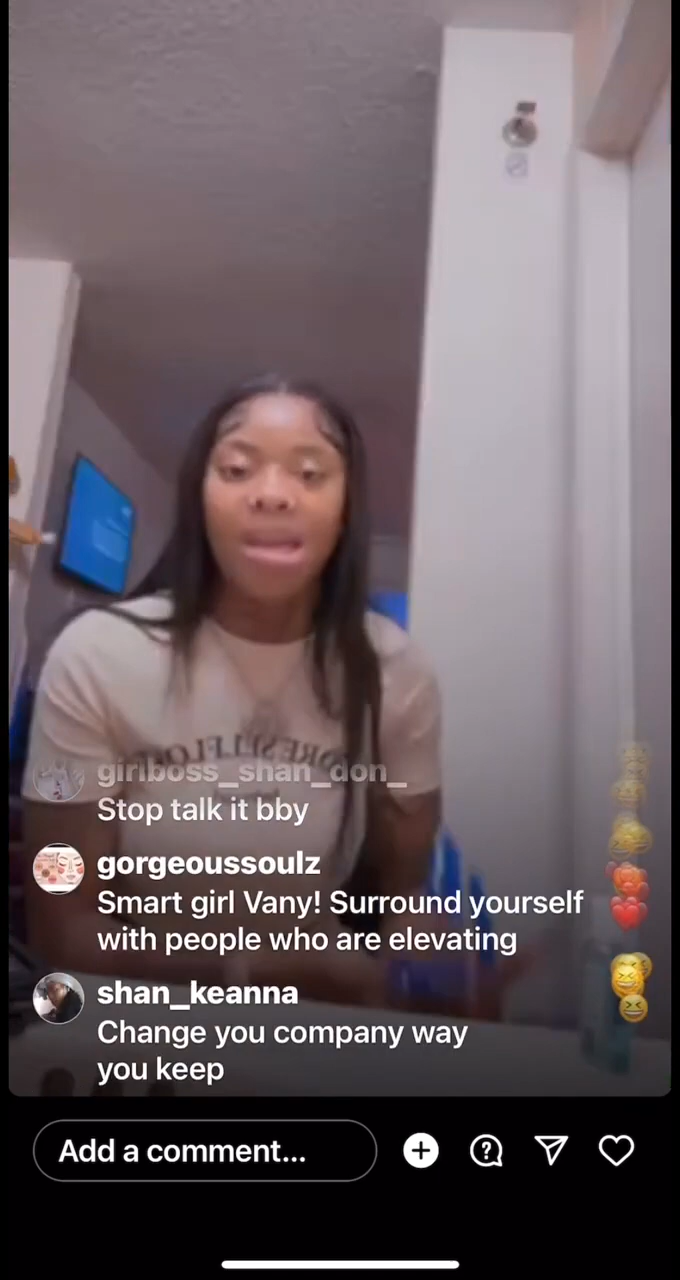 girlboss_shan_don_
Stop talk it bby
gorgeoussoulz
Smart girl Vany! Surround yourself
with people who are elevating
shan_keanna
Change you company way
you keep
Add a comment...